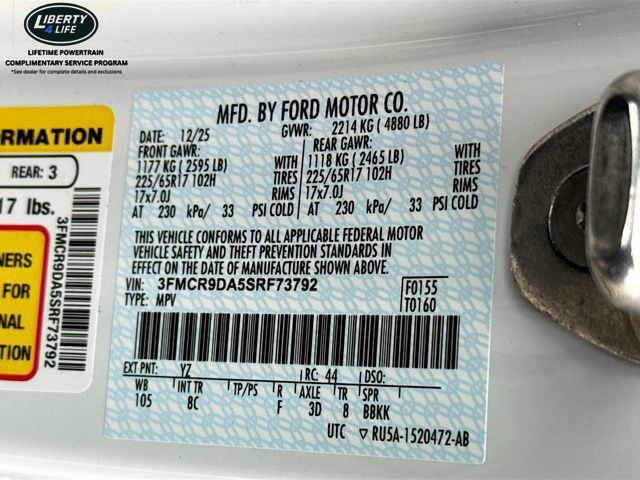 LIBERTY
4 LIFE
LIFETIME POWERTRAIN
COMPLIMENTARY SERVICE PROGRAM
*See dealer for complete details and exclusions
ORMATION
REAR: 3
17 lbs.
NERS
FOR
NAL
TION
3FMCR9DA5SRF73792
MFD. BY FORD MOTOR CO.
DATE: 12/25 GVWR: 2214 KG ( 4880 LB)
FRONT GAWR: REAR GAWR:
1177 KG ( 2595 LB) WITH 1118 KG ( 2465 LB) WITH
225/65R17 102H TIRES 225/65R17 102H TIRES
17x7.0J RIMS 17x7.0J RIMS
AT 230 kPa/ 33 PSI COLD AT 230 kPa/ 33 PSI COLD
THIS VEHICLE CONFORMS TO ALL APPLICABLE FEDERAL MOTOR
VEHICLE SAFETY AND THEFT PREVENTION STANDARDS IN
EFFECT ON THE DATE OF MANUFACTURE SHOWN ABOVE.
VIN: 3FMCR9DA5SRF73792 F0155
TYPE: MPV T0160
EXT PNT: YZ RC: 44 DSO:
WB INT TR TP/PS R AXLE TR SPR
105 8C F 3D 8 BBKK
UTC ▽ RU5A-1520472-AB